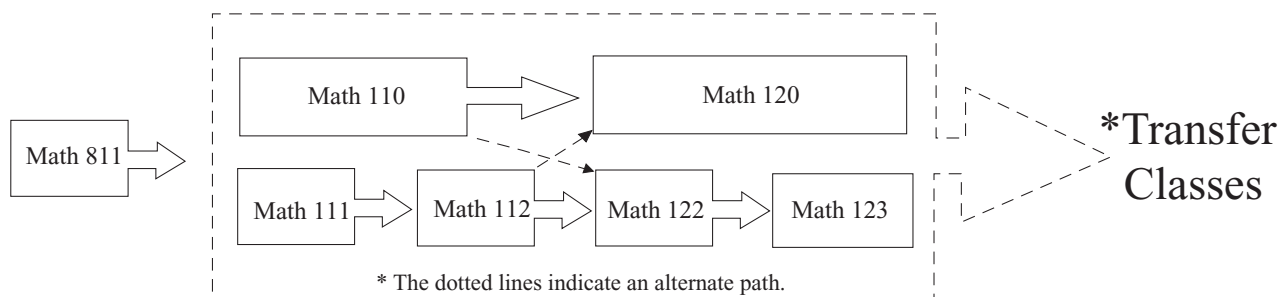 Math 110
Math 120
Math 811
Math 111
Math 112
Math 122
Math 123
* The dotted lines indicate an alternate path.
*Transfer
Classes